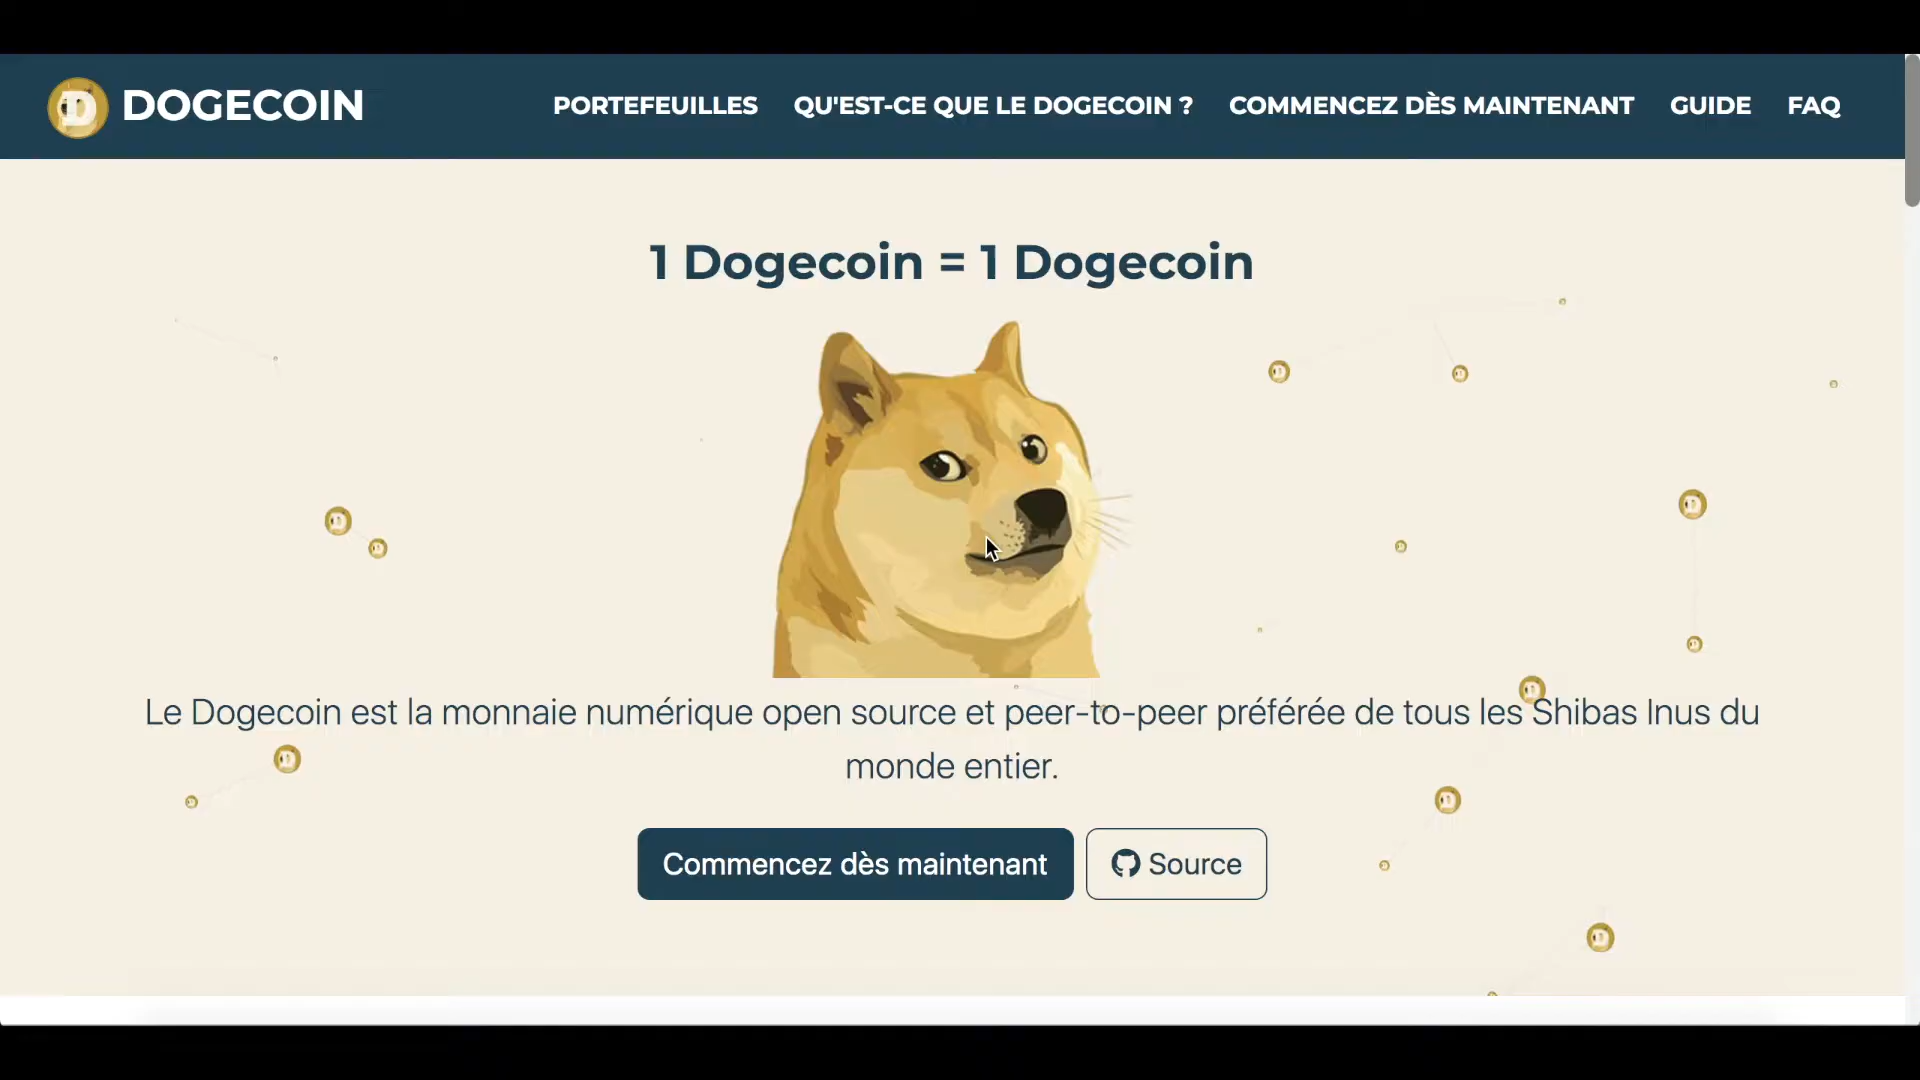 DOGECOIN
PORTEFEUILLES QU'EST-CE QUE LE DOGECOIN ? COMMENCEZ DÈS MAINTENANT GUIDE FAQ
1 Dogecoin = 1 Dogecoin
Le Dogecoin est la monnaie numérique open source et peer-to-peer préférée de tous les Shibas Inus du
monde entier.
Commencez dès maintenant
Source